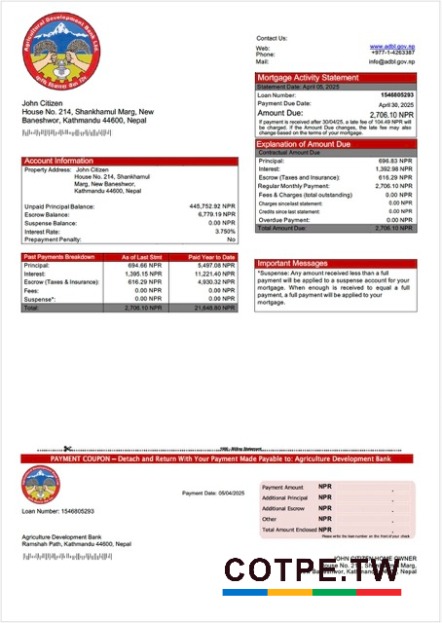 Agricultural Development Bank Ltd.
Contact Us:
Web: www.adbl.gov.sp
Phone: +977-1-4263387
Mail: info@adbl.gov.sp
Mortgage Activity Statement
Statement Date: April 05, 2025
Loan Number: 1546805293
Payment Due Date: April 30, 2025
Amount Due: 2,706.10 NPR
If payment is received after 30/04/25, a late fee of 104.49 NPR will
be charged. If the Amount Due changes, the late fee may also
change based on the terms of your mortgage.
John Citizen
House No. 214, Shankhamul Marg, New
Baneshwor, Kathmandu 44600, Nepal
Explanation of Amount Due
Contractual Amount Due
Principal: 696.83 NPR
Interest: 1,392.98 NPR
Escrow (Taxes and Insurance): 616.29 NPR
Regular Monthly Payment: 2,706.10 NPR
Fees & Charges (total outstanding): 0.00 NPR
Charges since last statement: 0.00 NPR
Credits since last statement: 0.00 NPR
Overdue Payment: 0.00 NPR
Total Amount Due: 2,706.10 NPR
Account Information
Property Address: John Citizen
House No. 214, Shankhamul
Marg, New Baneshwor,
Kathmandu 44600, Nepal
Unpaid Principal Balance: 445,752.92 NPR
Escrow Balance: 6,779.19 NPR
Suspense Balance: 0.00 NPR
Interest Rate: 3.750%
Prepayment Penalty: No
Past Payments Breakdown As of Last Stmt Paid Year to Date
Principal: 694.66 NPR 5,497.08 NPR
Interest: 1,395.15 NPR 11,221.40 NPR
Escrow (Taxes & Insurance): 616.29 NPR 4,930.32 NPR
Fees: 0.00 NPR 0.00 NPR
Suspense*: 0.00 NPR 0.00 NPR
Total: 2,706.10 NPR 21,648.80 NPR
Important Messages
*Suspense: Any amount received less than a full
payment will be applied to a suspense account for your
mortgage. When enough is received to equal a full
payment, a full payment will be applied to your
mortgage.
PAYMENT COUPON – Detach and Return With Your Payment Made Payable to: Agriculture Development Bank
Payment Date: 05/04/2025
Payment Amount NPR
Additional Principal NPR
Additional Escrow NPR
Other NPR
Total Amount Enclosed NPR
Please write the loan number on the front of your check
Loan Number: 1546805293
Agriculture Development Bank
Ramshah Path, Kathmandu 44600, Nepal
JOHN CITIZEN HOME OWNER
House No. 214, Shankhamul Marg,
New Baneshwor, Kathmandu 44600, Nepal
COTPE.TW